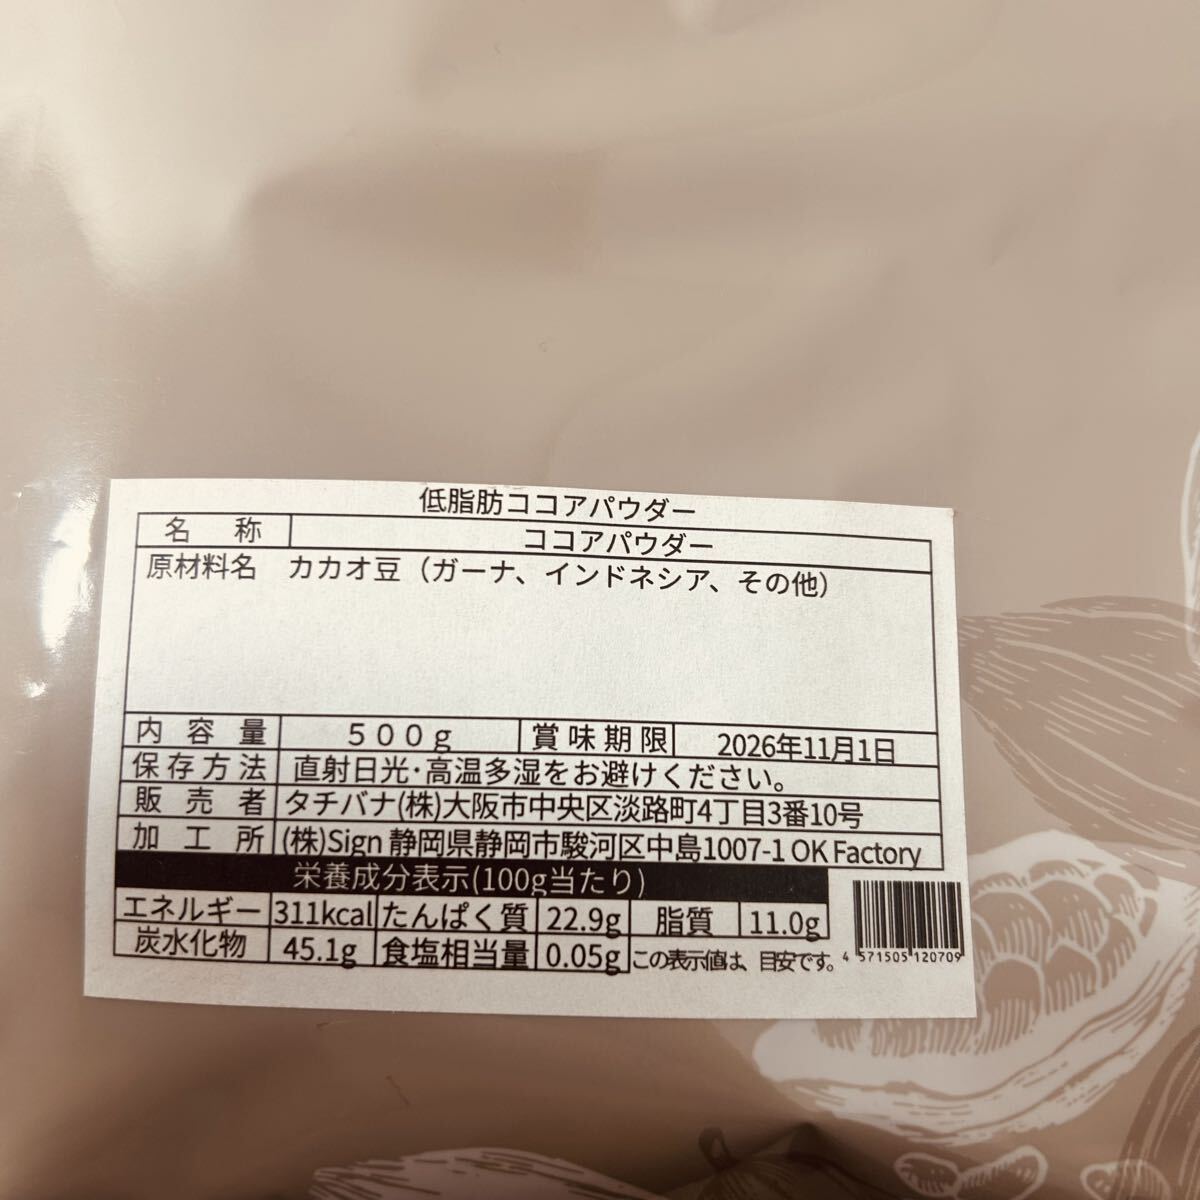 低脂肪ココアパウダー
名称 ココアパウダー
原材料名 カカオ豆（ガーナ、インドネシア、その他）
内容量 500g 賞味期限 2026年11月1日
保存方法 直射日光・高温多湿をお避けください。
販売者 タチバナ(株)大阪市中央区淡路町4丁目3番10号
加工所 (株)Sign 静岡県静岡市駿河区中島1007-1 OK Factory
栄養成分表示(100g当たり)
エネルギー 311kcal たんぱく質 22.9g 脂質 11.0g
炭水化物 45.1g 食塩相当量 0.05g この表示値は、目安です。
4 571505 120709